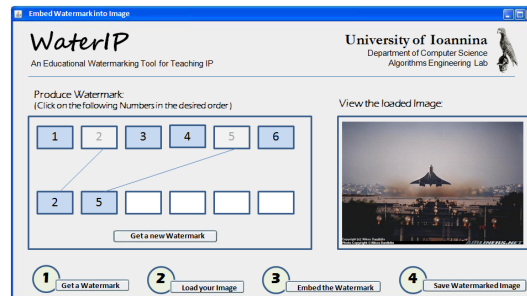 Embed Watermark into Image
WaterIP
An Educational Watermarking Tool for Teaching IP
University of Ioannina
Department of Computer Science
Algorithms Engineering Lab
Produce Watermark:
(Click on the following Numbers in the desired order)
1 2 3 4 5 6
2 5
Get a new Watermark
View the loaded Image:
1 Get a Watermark
2 Load your Image
3 Embed the Watermark
4 Save Watermarked Image